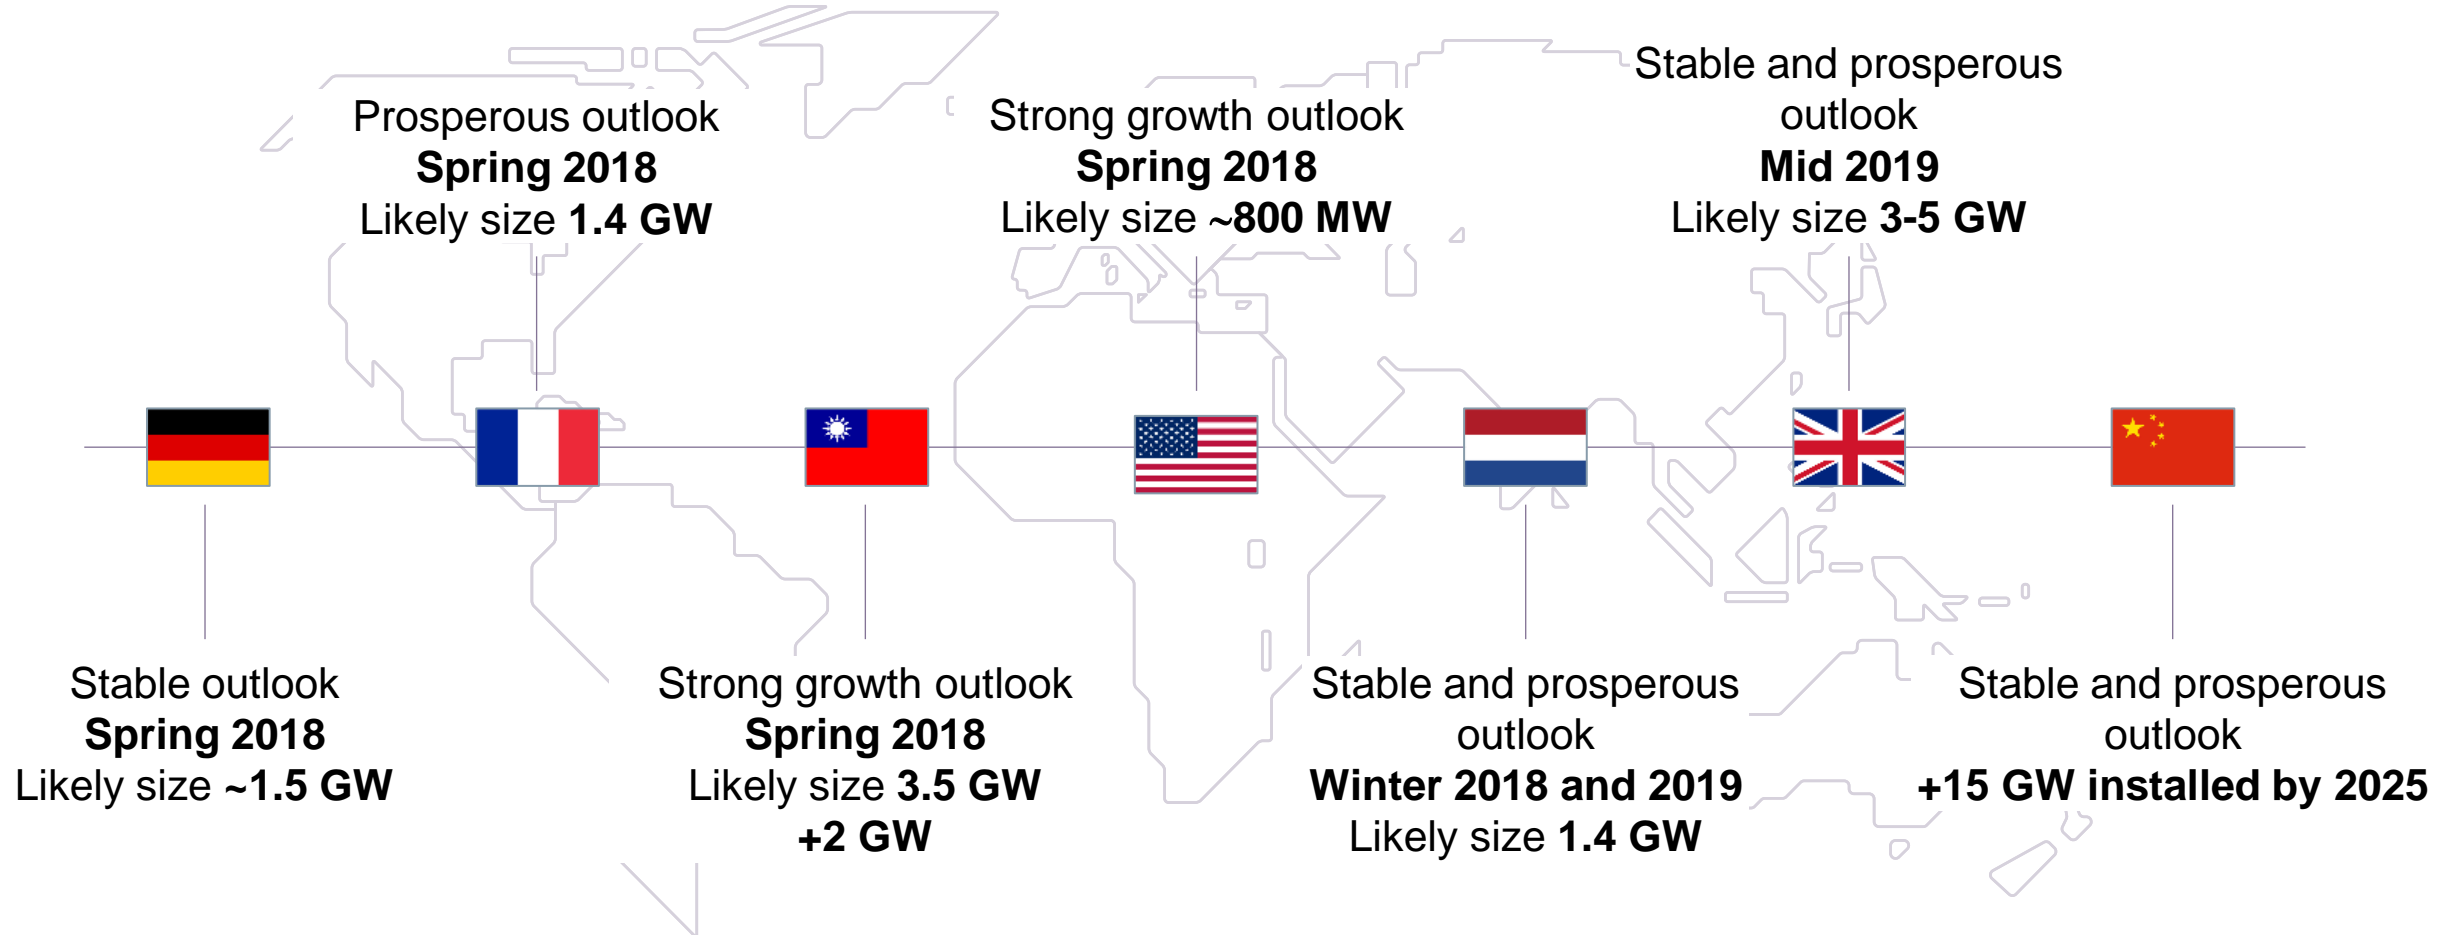 Prosperous outlook
Spring 2018
Likely size 1.4 GW
Strong growth outlook
Spring 2018
Likely size ~800 MW
Stable and prosperous
outlook
Mid 2019
Likely size 3-5 GW
Stable outlook
Spring 2018
Likely size ~1.5 GW
Strong growth outlook
Spring 2018
Likely size 3.5 GW
+2 GW
Stable and prosperous
outlook
Winter 2018 and 2019
Likely size 1.4 GW
Stable and prosperous
outlook
+15 GW installed by 2025